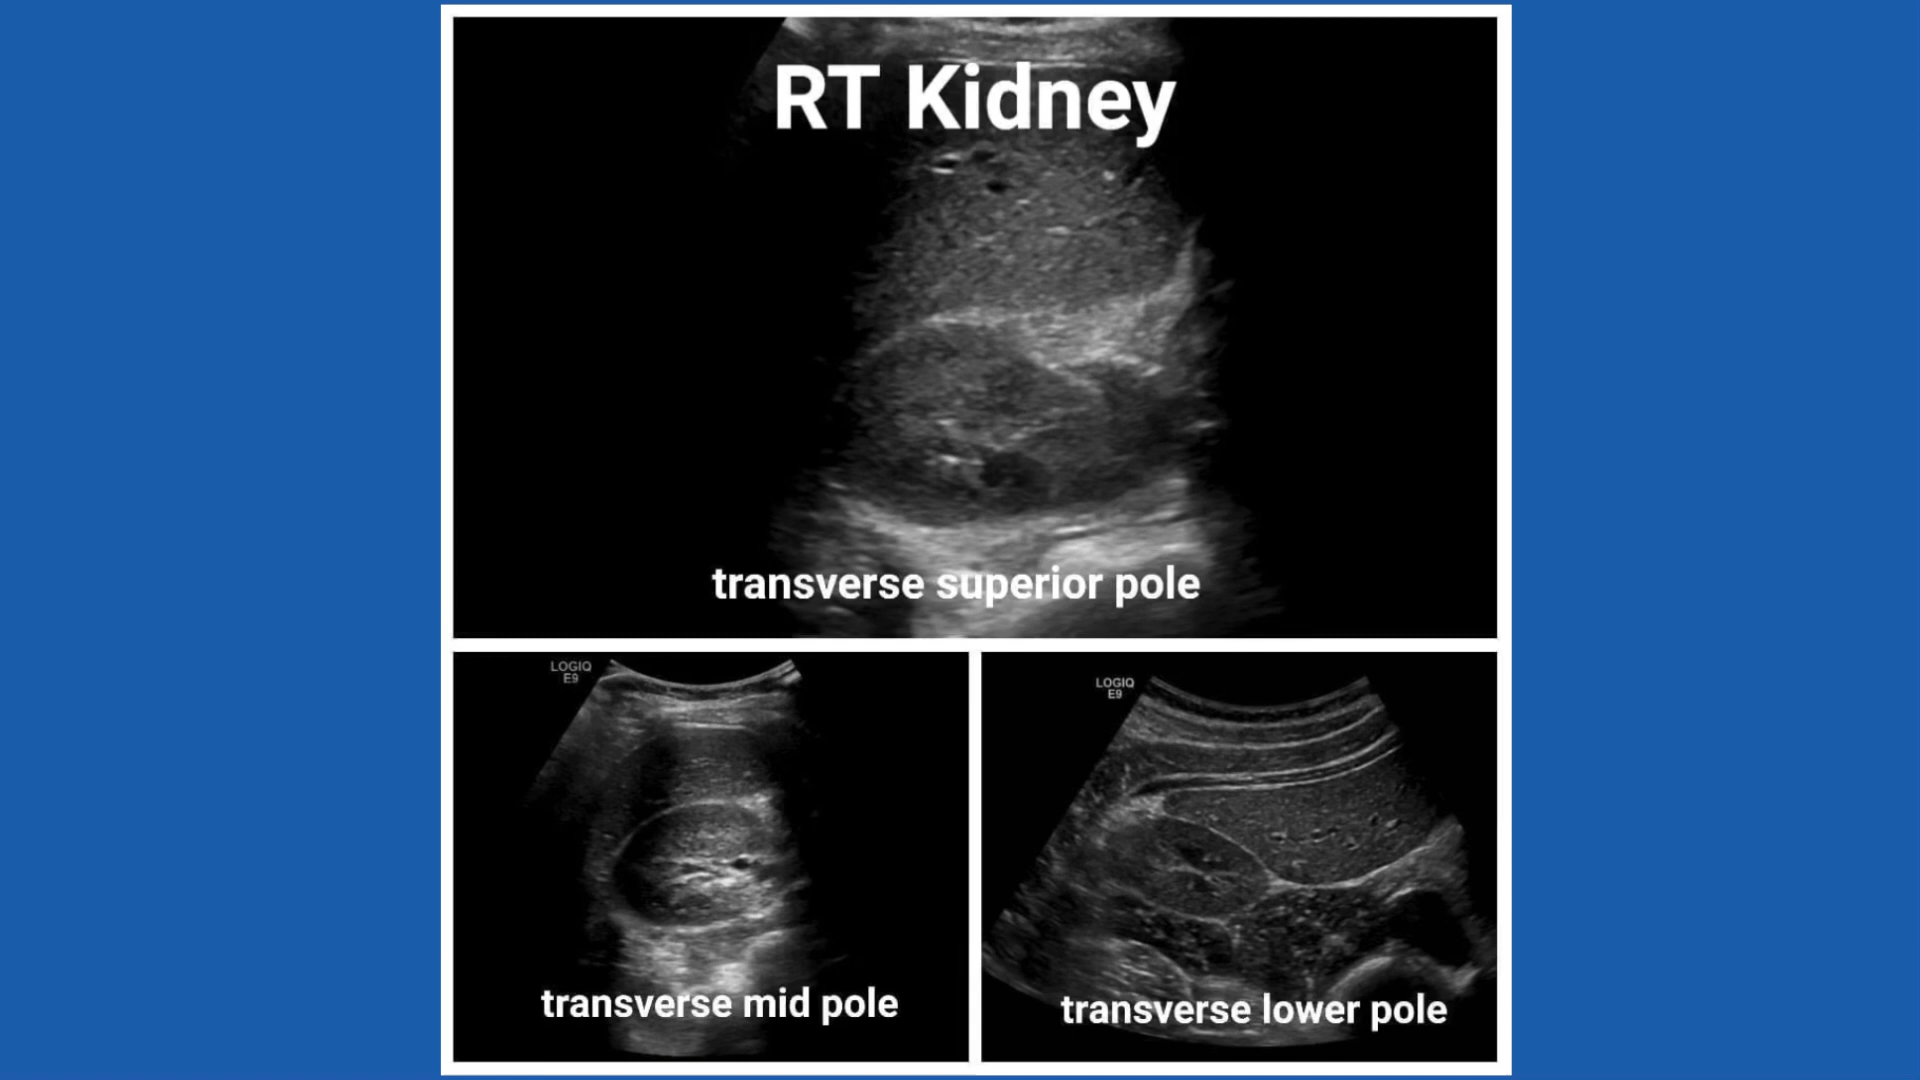 RT Kidney
transverse superior pole
LOGIQ
E9
transverse mid pole
LOGIQ
E9
transverse lower pole